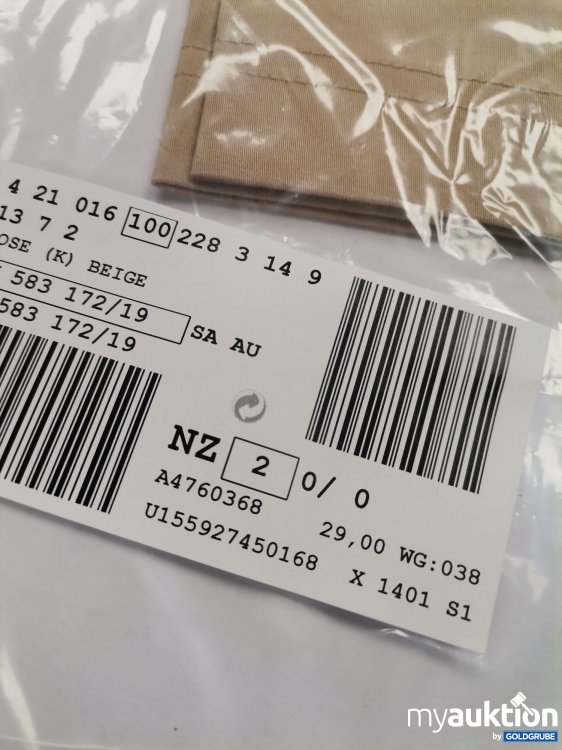 4 21 016 100 228 3 14 9
13 7 2
OSE (K) BEIGE
583 172/19
583 172/19
SA AU
NZ 2 0/ 0
A4760368
29,00 WG:038
U155927450168
X 1401 S1
myauktion
by GOLDGRUBE